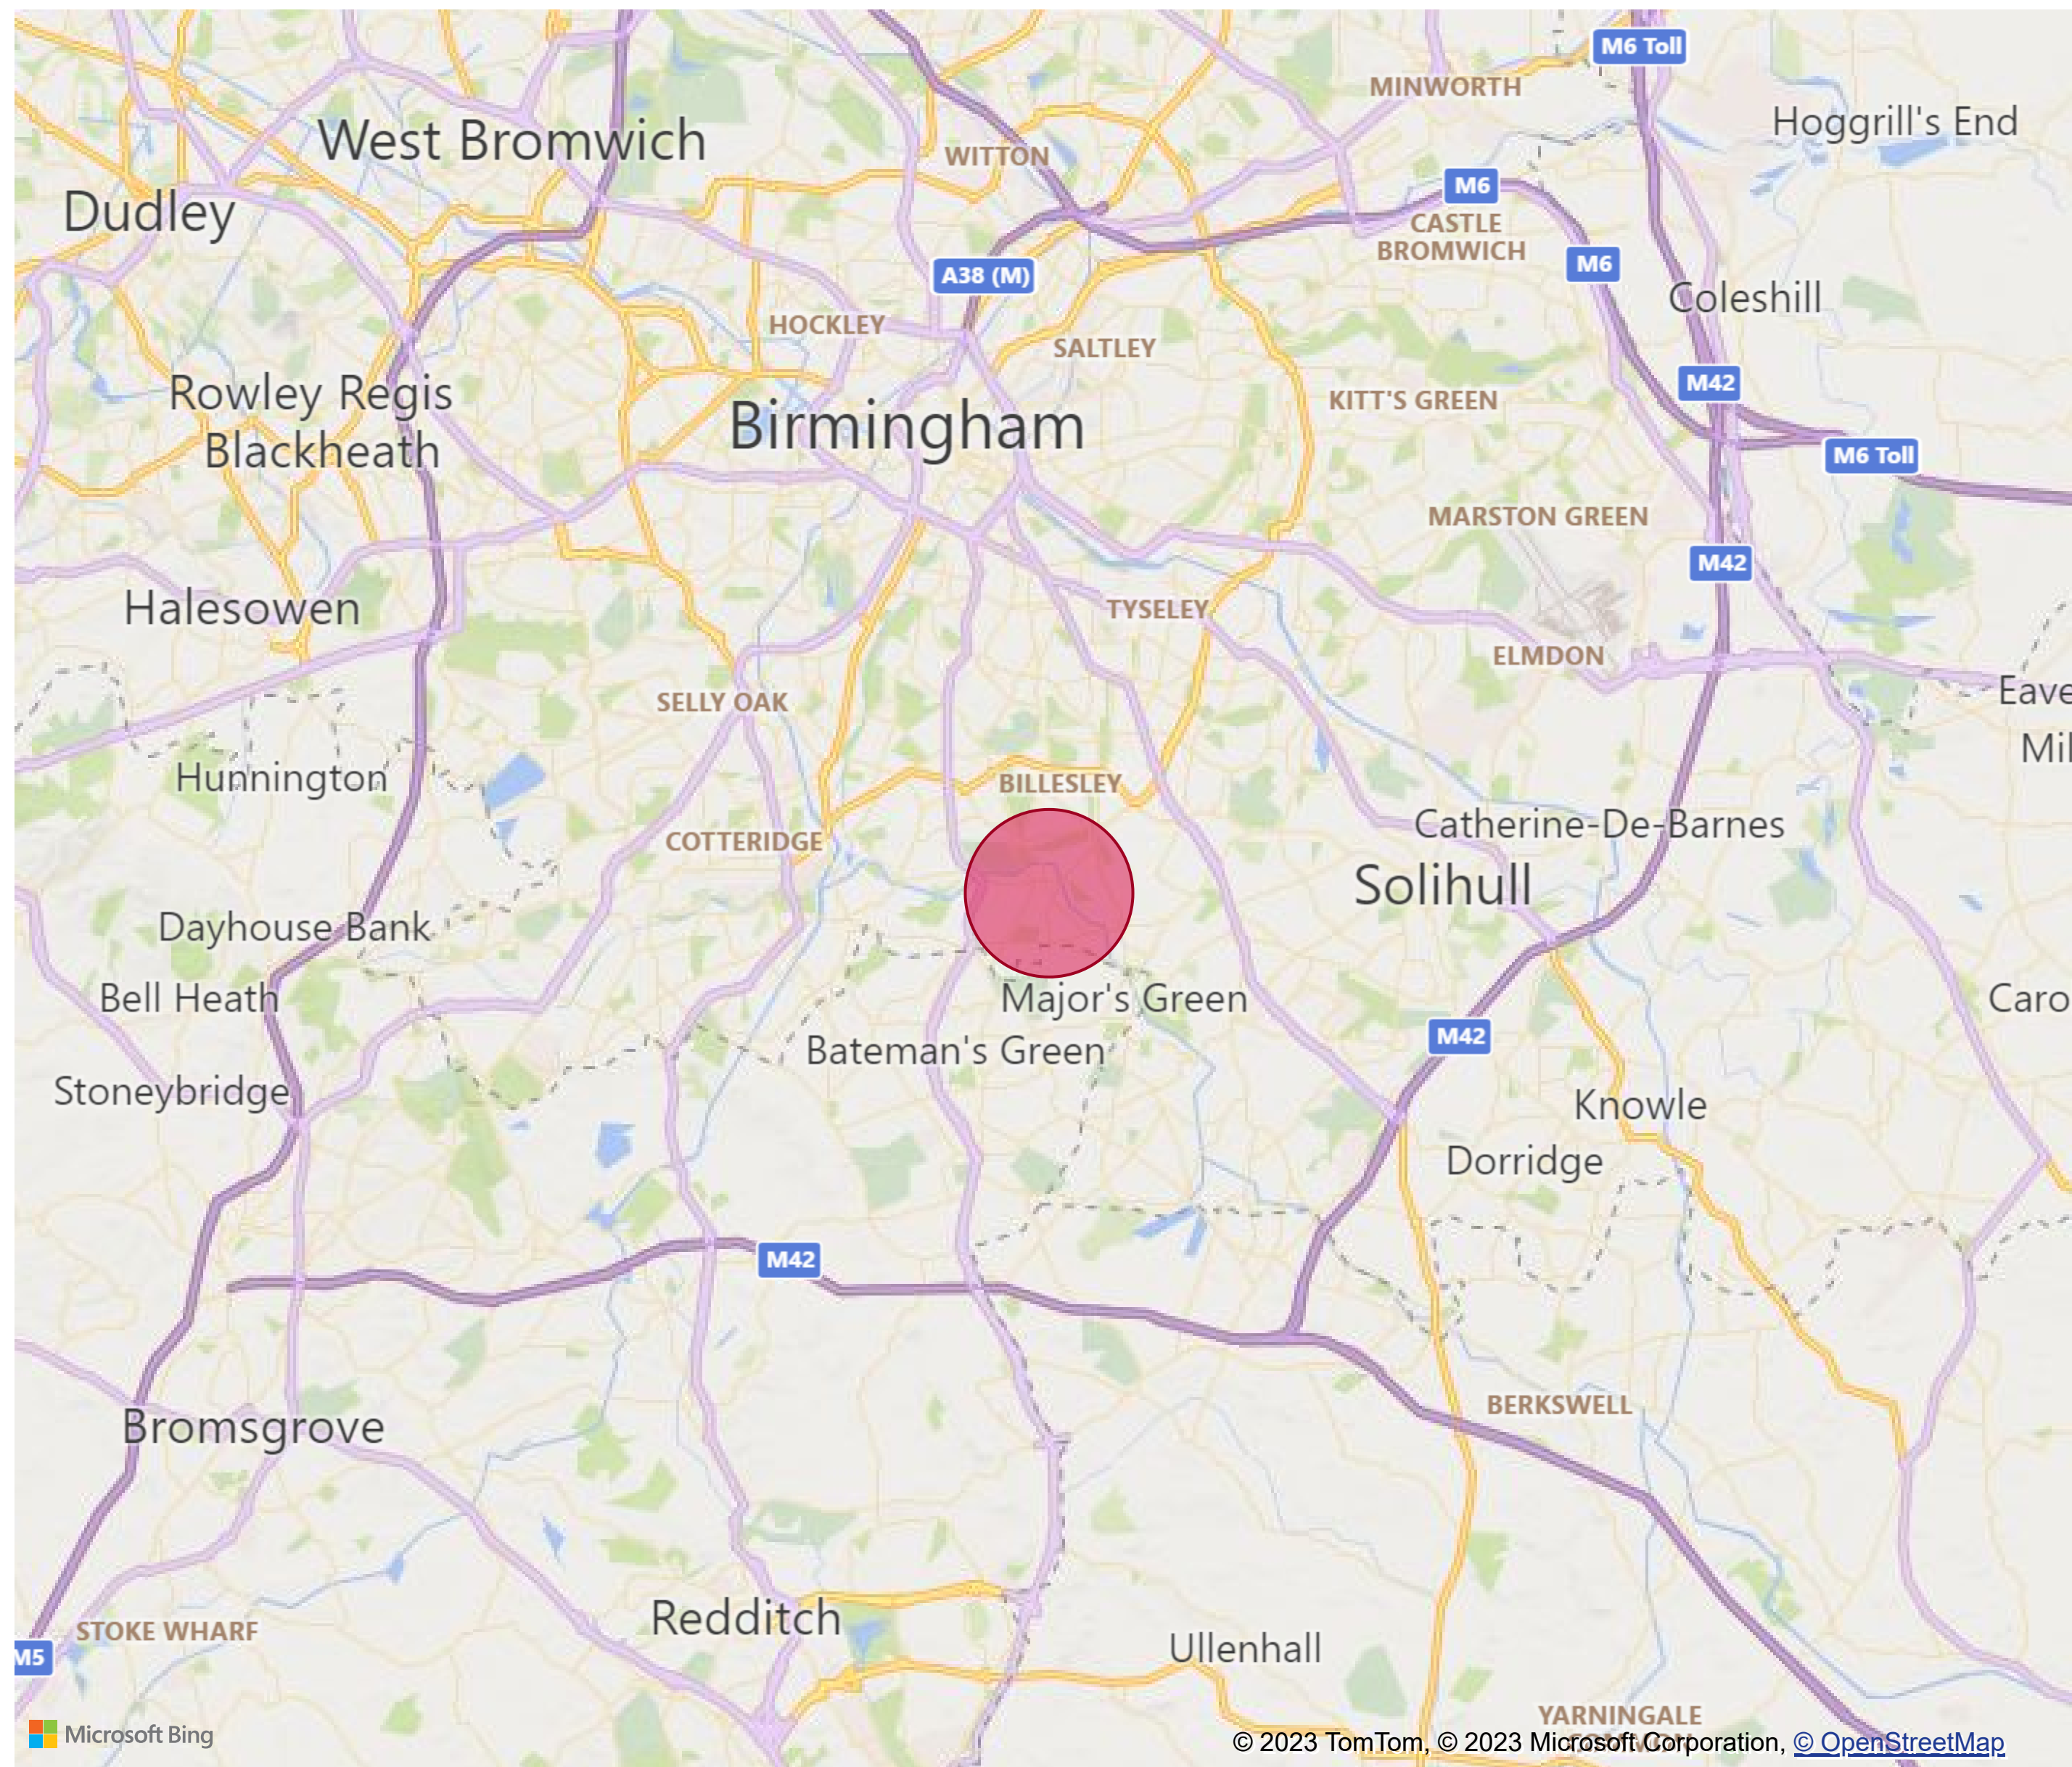 M6 Toll
MINWORTH
Hoggrill's End
West Bromwich
WITTON
M6
Dudley
CASTLE
BROMWICH
M6
A38 (M)
Coleshill
HOCKLEY
SALTLEY
M42
Rowley Regis
KITT'S GREEN
Birmingham
Blackheath
M6 Toll
MARSTON GREEN
M42
Halesowen
TYSELEY
ELMDON
Eave
SELLY OAK
Mil
Hunnington
BILLESLEY
Catherine-De-Barnes
COTTERIDGE
Solihull
Dayhouse Bank
Bell Heath
Major's Green
Caro
M42
Bateman's Green
Stoneybridge
Knowle
Dorridge
M42
BERKSWELL
Bromsgrove
Redditch
STOKE WHARF
Ullenhall
M5
YARNINGALE
Microsoft Bing
© 2023 TomTom, © 2023 Microsoft Corporation, © OpenStreetMap